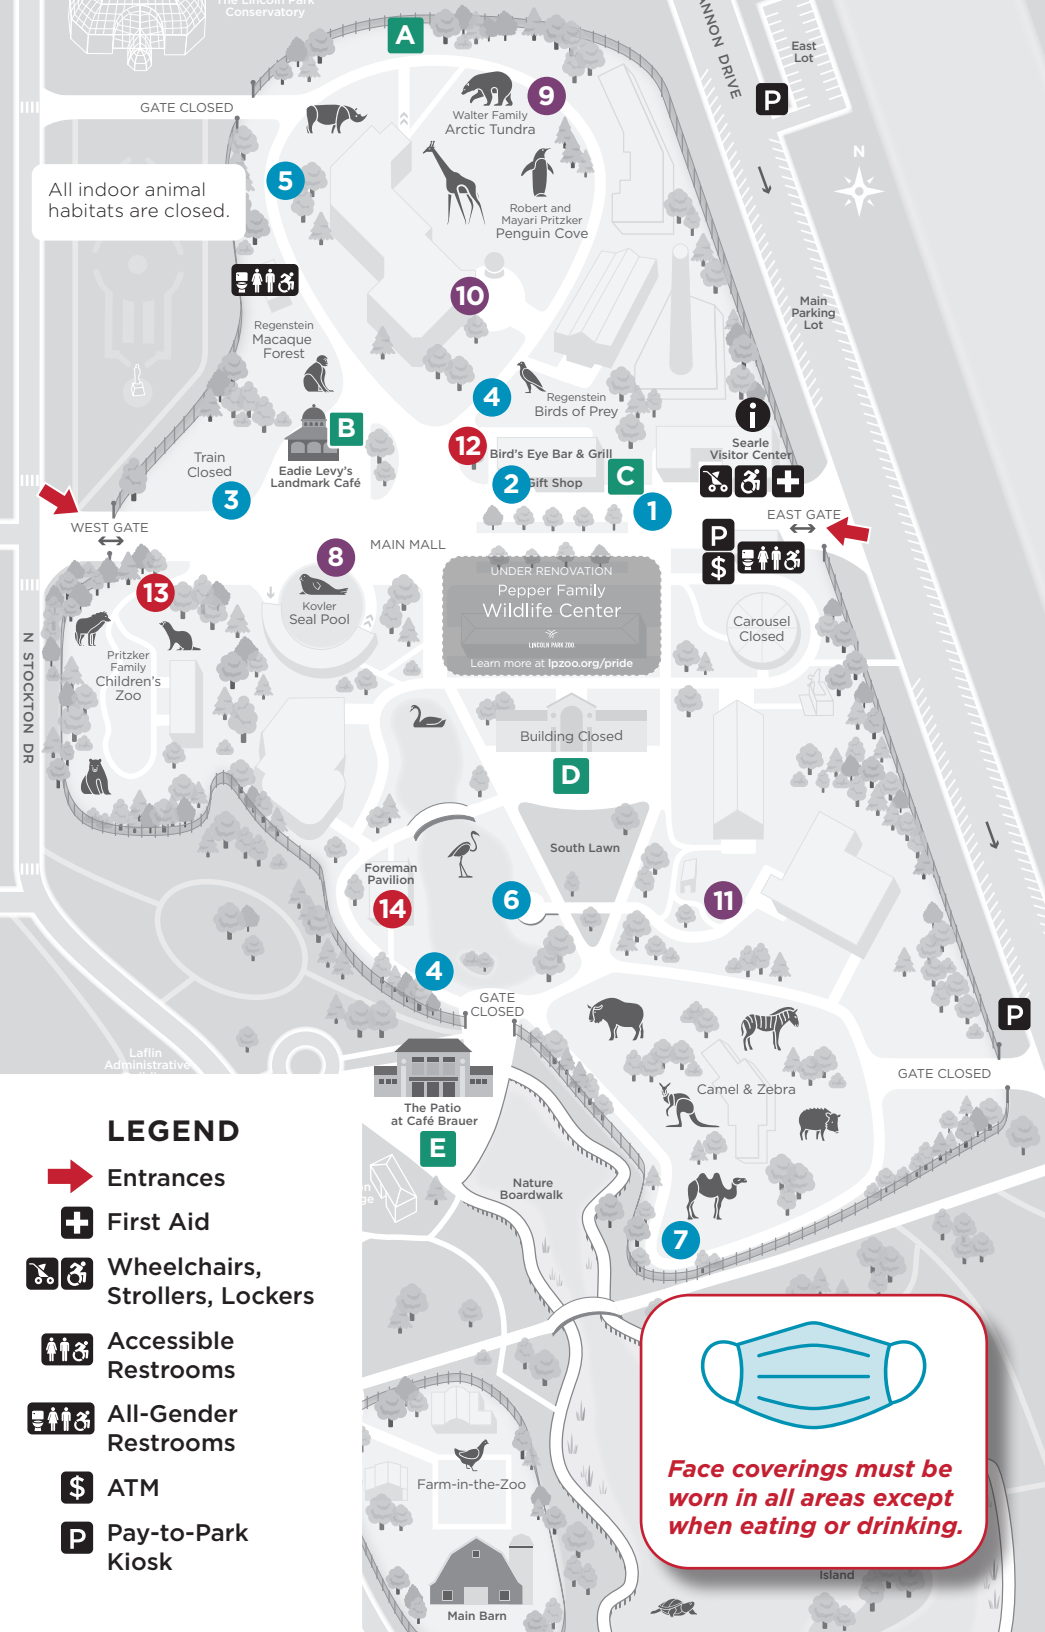 The Lincoln Park
Conservatory
A
NNON DRIVE
East
Lot
P
GATE CLOSED
9
Walter Family
Arctic Tundra
N
5
All indoor animal
habitats are closed.
Robert and
Mayari Pritzker
Penguin Cove
10
Main
Parking
Lot
Regenstein
Macaque
Forest
4
Regenstein
Birds of Prey
i
B
12
Bird's Eye Bar & Grill
Searle
Visitor Center
Train
Closed
Eadie Levy's
Landmark Café
C
2
Gift Shop
3
1
WEST GATE
EAST GATE
P
$
MAIN MALL
8
13
UNDER RENOVATION
Pepper Family
Wildlife Center
LINCOLN PARK ZOO
Learn more at lpzoo.org/pride
Kovler
Seal Pool
Carousel
Closed
N STOCKTON DR
Pritzker
Family
Children's
Zoo
Building Closed
D
South Lawn
Foreman
Pavilion
14
6
11
4
GATE
CLOSED
P
Laflin
Administrative
Camel & Zebra
GATE CLOSED
The Patio
at Café Brauer
E
Nature
Boardwalk
7
LEGEND
Entrances
First Aid
Wheelchairs,
Strollers, Lockers
Accessible
Restrooms
All-Gender
Restrooms
$
ATM
P
Pay-to-Park
Kiosk
Farm-in-the-Zoo
Main Barn
Face coverings must be
worn in all areas except
when eating or drinking.
Island